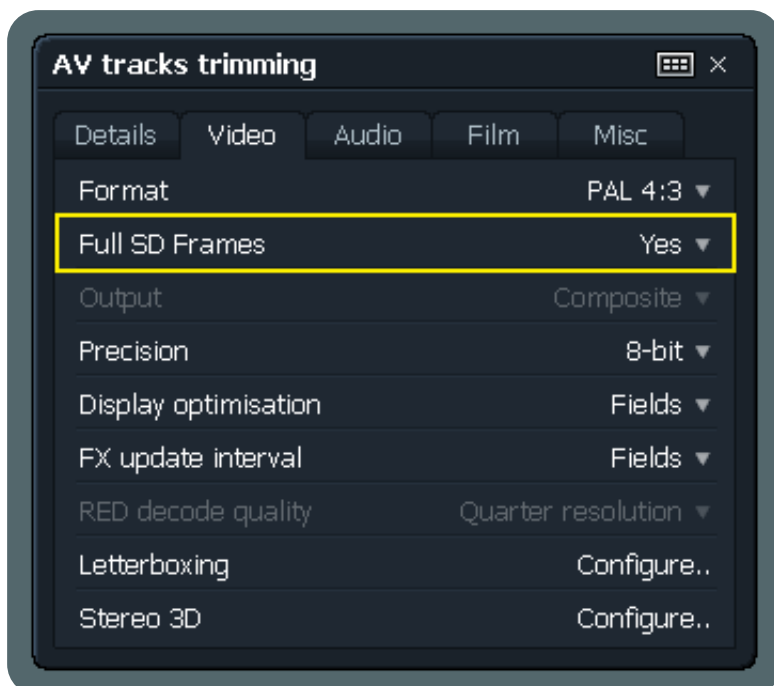 AV tracks trimming
Details Video Audio Film Misc
Format PAL 4:3
Full SD Frames Yes
Output Composite
Precision 8-bit
Display optimisation Fields
FX update interval Fields
RED decode quality Quarter resolution
Letterboxing Configure..
Stereo 3D Configure..